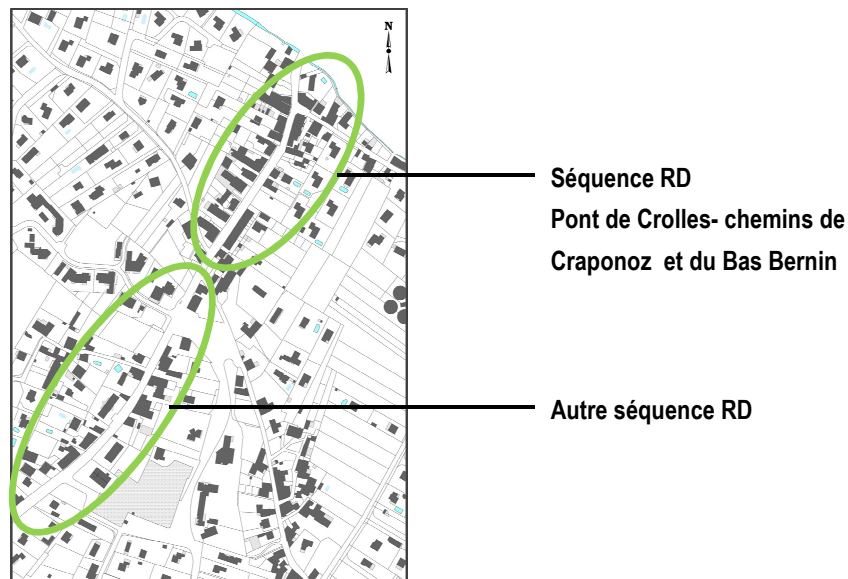 N
Séquence RD
Pont de Crolles- chemins de
Craponoz et du Bas Bernin
Autre séquence RD